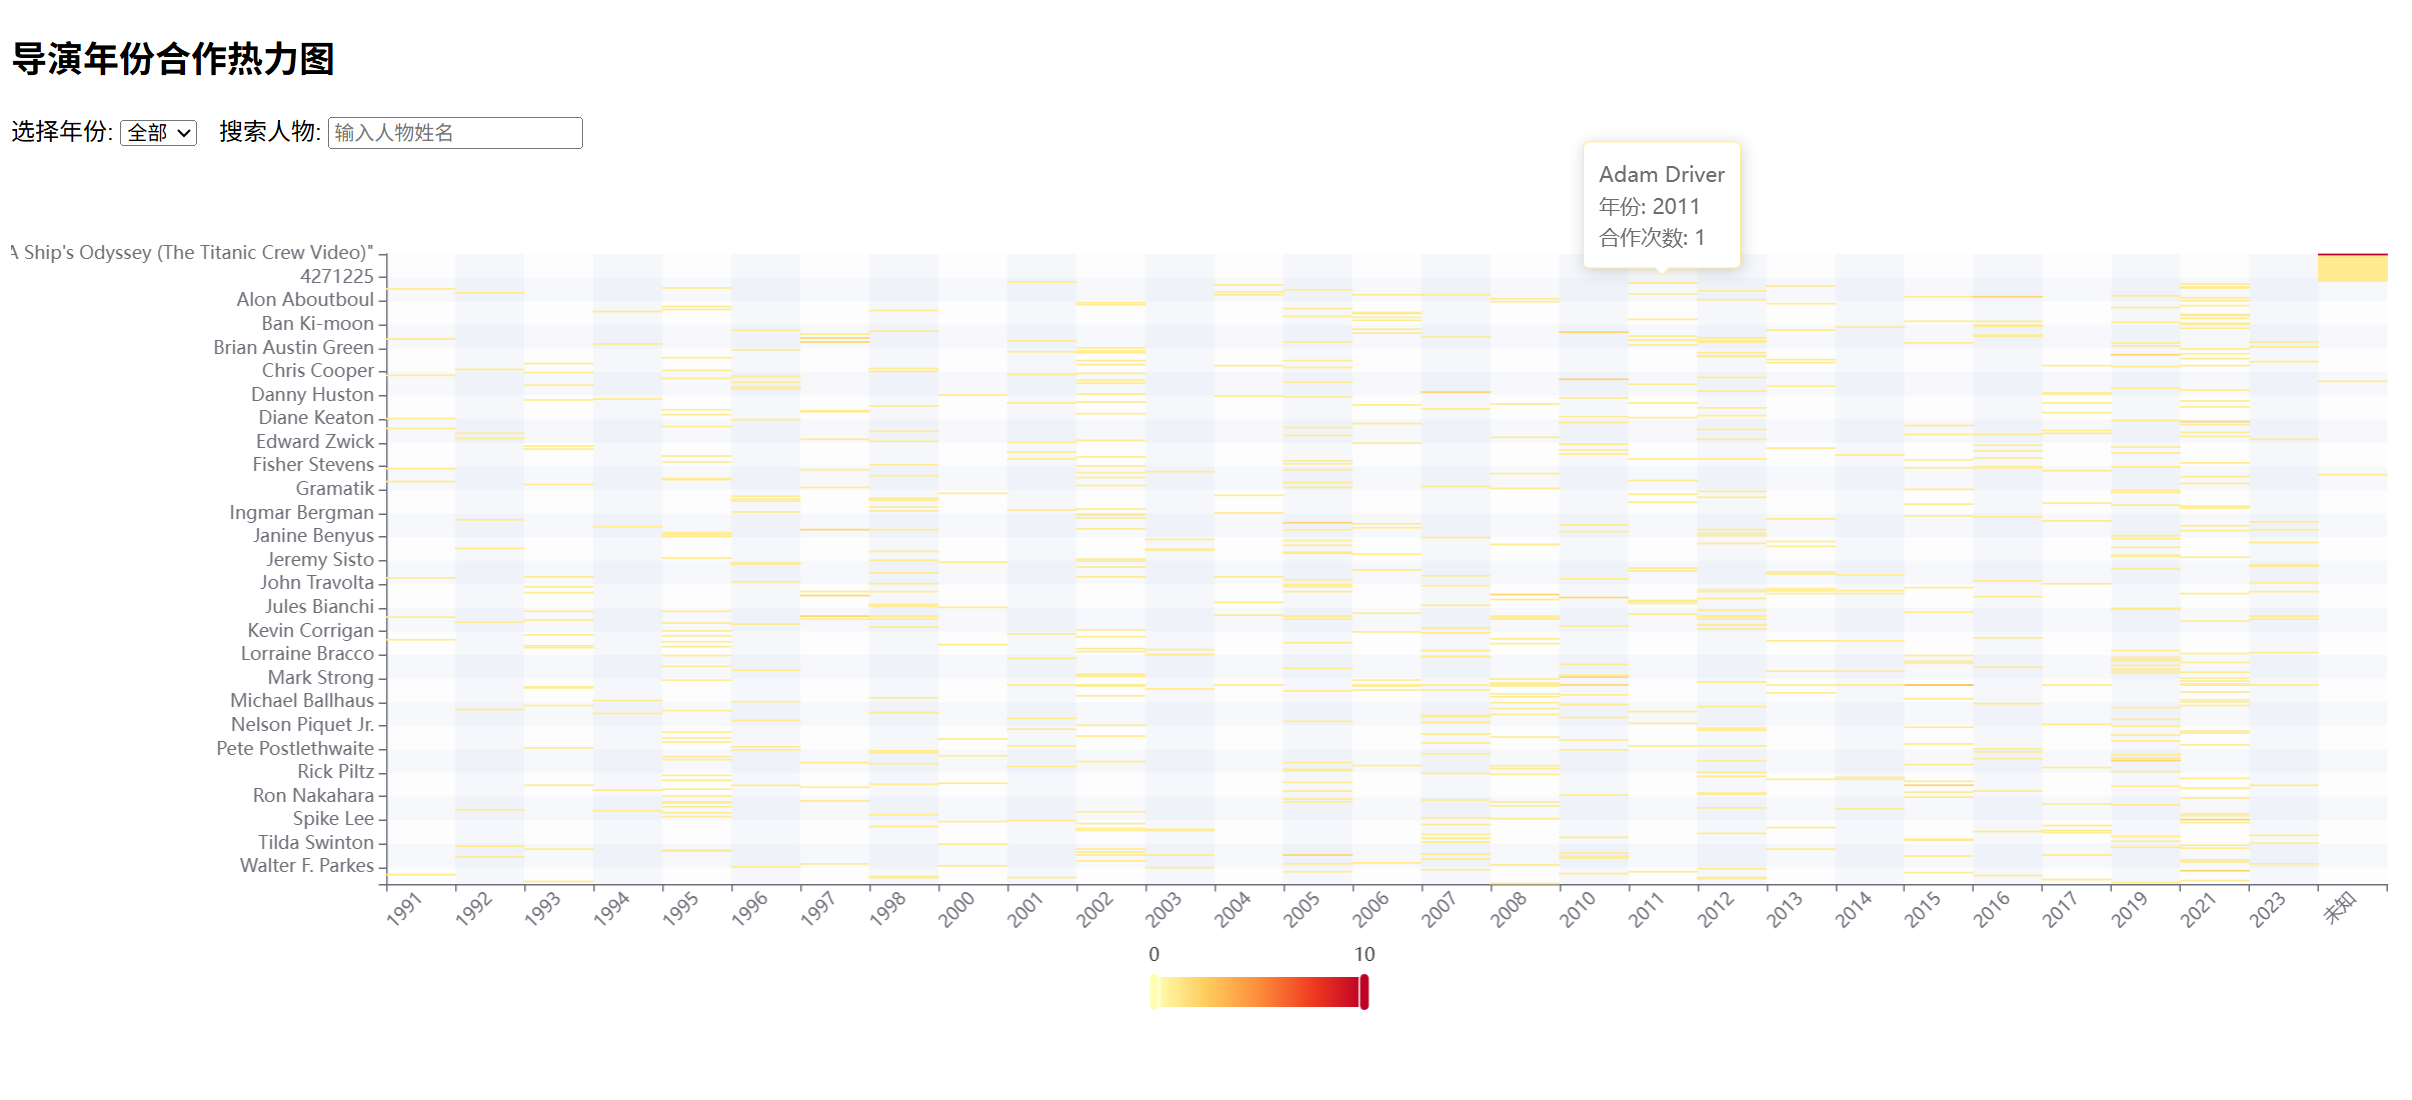 导演年份合作热力图
选择年份: 全部 搜索人物: 输入人物姓名
Adam Driver
年份: 2011
合作次数: 1
A Ship's Odyssey (The Titanic Crew Video)"
4271225
Alon Aboutboul
Ban Ki-moon
Brian Austin Green
Chris Cooper
Danny Huston
Diane Keaton
Edward Zwick
Fisher Stevens
Gramatik
Ingmar Bergman
Janine Benyus
Jeremy Sisto
John Travolta
Jules Bianchi
Kevin Corrigan
Lorraine Bracco
Mark Strong
Michael Ballhaus
Nelson Piquet Jr.
Pete Postlethwaite
Rick Piltz
Ron Nakahara
Spike Lee
Tilda Swinton
Walter F. Parkes
1991 1992 1993 1994 1995 1996 1997 1998 2000 2001 2002 2003 2004 2005 2006 2007 2008 2010 2011 2012 2013 2014 2015 2016 2017 2019 2021 2023 未知
0 10